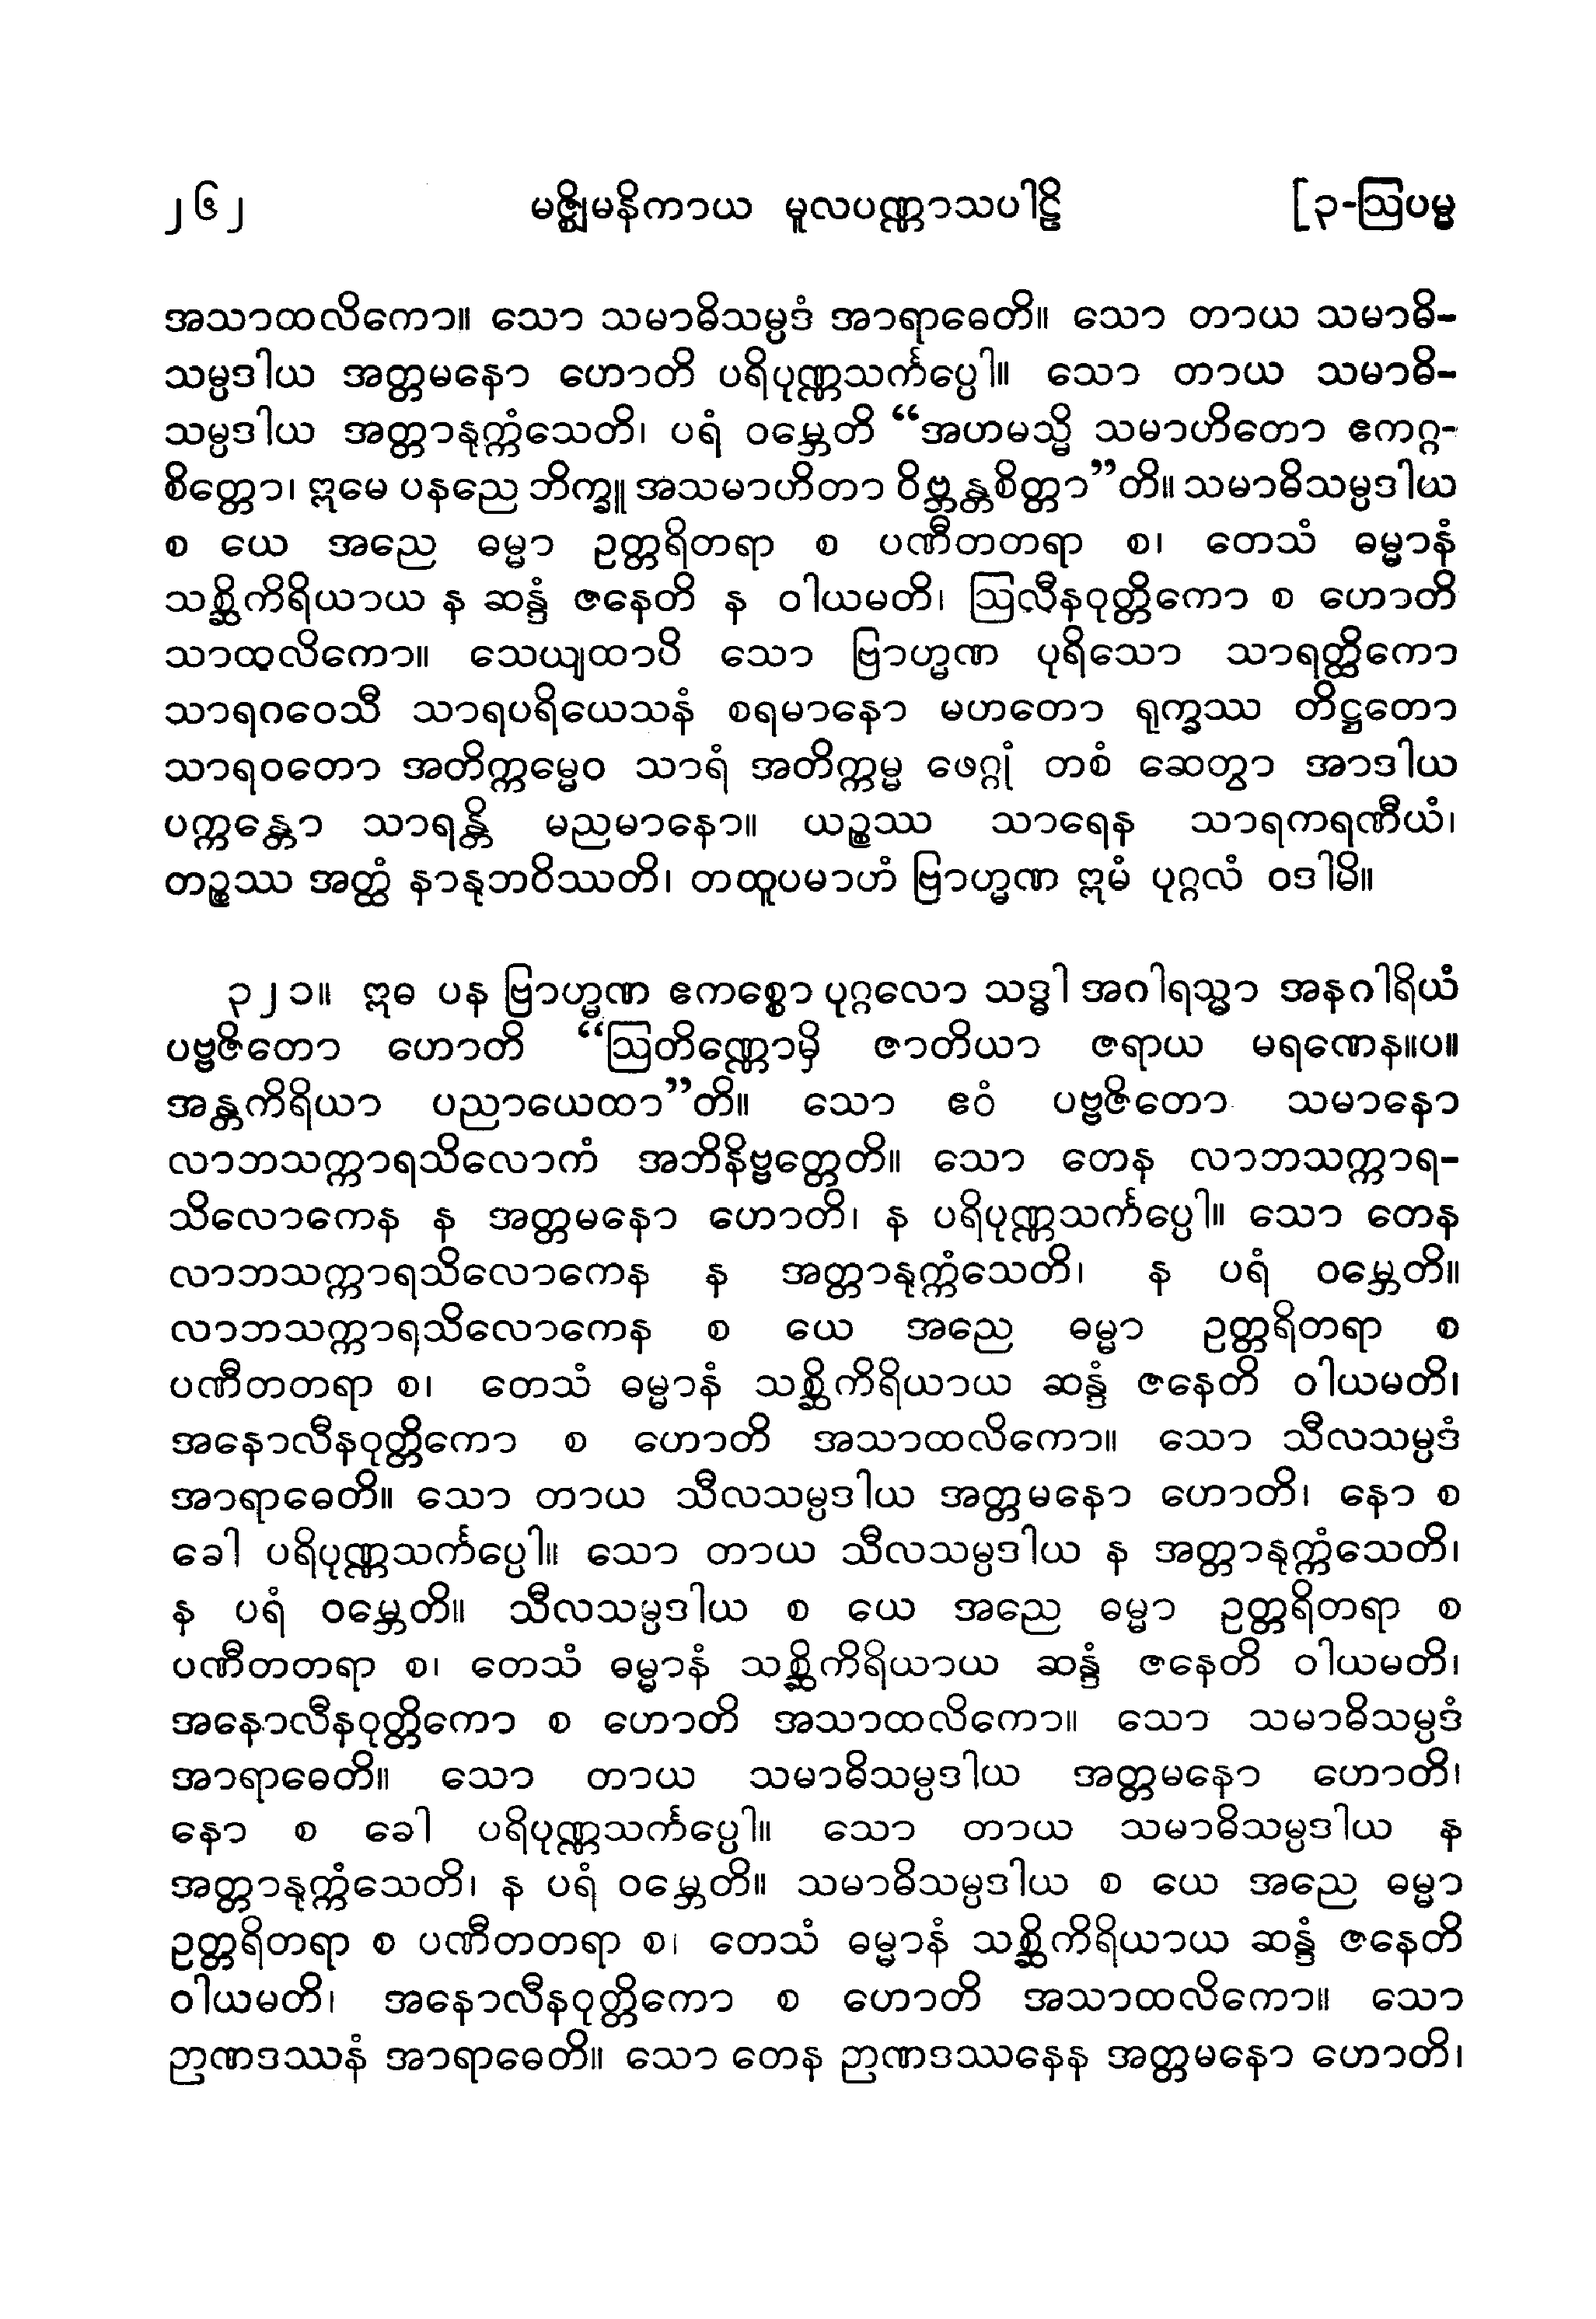 ၂၆၂ မဇ္ဈိမနိကာယ မူလပဏ္ဏာသပါဠိ [၃-ဩပမ္မ
အသာထလိကော။ သော သမာဓိသမ္ပဒံ အာရာဓေတိ။ သော တာယ သမာဓိ-
သမ္ပဒါယ အတ္တမနော ဟောတိ ပရိပုဏ္ဏသင်္ကပ္ပေါ။ သော တာယ သမာဓိ-
သမ္ပဒါယ အတ္တာနုက္ကံသေတိ၊ ပရံ ဝမ္ဘေတိ “အဟမသ္မိ သမာဟိတော ဧကဂ္ဂ-
စိတ္တော၊ ဣမေ ပနညေ ဘိက္ခူ အသမာဟိတာ ဝိဗ္ဘန္တစိတ္တာ”တိ။ သမာဓိသမ္ပဒါယ
စ ယေ အညေ ဓမ္မာ ဥတ္တရိတရာ စ ပဏီတတရာ စ၊ တေသံ ဓမ္မာနံ
သစ္ဆိကိရိယာယ န ဆန္ဒံ ဇနေတိ န ဝါယမတိ၊ ဩလီနဝုတ္တိကော စ ဟောတိ
သာထလိကော။ သေယျထာပိ သော ဗြာဟ္မဏ ပုရိသော သာရတ္ထိကော
သာရဂဝေသီ သာရပရိယေသနံ စရမာနော မဟတော ရုက္ခဿ တိဋ္ဌတော
သာရဝတော အတိက္ကမ္မေဝ သာရံ အတိက္ကမ္မ ဖေဂ္ဂုံ တစံ ဆေတွာ အာဒါယ
ပက္ကန္တော သာရန္တိ မညမာနော။ ယဉ္စဿ သာရေန သာရကရဏီယံ၊
တဉ္စဿ အတ္ထံ နာနုဘဝိဿတိ၊ တထူပမာဟံ ဗြာဟ္မဏ ဣမံ ပုဂ္ဂလံ ဝဒါမိ။
၃၂၁။ ဣဓ ပန ဗြာဟ္မဏ ဧကစ္စော ပုဂ္ဂလော သဒ္ဓါ အဂါရသ္မာ အနဂါရိယံ
ပဗ္ဗဇိတော ဟောတိ “ဩတိဏ္ဏောမှိ ဇာတိယာ ဇရာယ မရဏေန။ပ။
အန္တကိရိယာ ပညာယေထာ”တိ။ သော ဧဝံ ပဗ္ဗဇိတော သမာနော
လာဘသက္ကာရသိလောကံ အဘိနိဗ္ဗတ္တေတိ။ သော တေန လာဘသက္ကာရ-
သိလောကေန န အတ္တမနော ဟောတိ၊ န ပရိပုဏ္ဏသင်္ကပ္ပေါ။ သော တေန
လာဘသက္ကာရသိလောကေန န အတ္တာနုက္ကံသေတိ၊ န ပရံ ဝမ္ဘေတိ။
လာဘသက္ကာရသိလောကေန စ ယေ အညေ ဓမ္မာ ဥတ္တရိတရာ စ
ပဏီတတရာ စ၊ တေသံ ဓမ္မာနံ သစ္ဆိကိရိယာယ ဆန္ဒံ ဇနေတိ ဝါယမတိ၊
အနောလီနဝုတ္တိကော စ ဟောတိ အသာထလိကော။ သော သီလသမ္ပဒံ
အာရာဓေတိ။ သော တာယ သီလသမ္ပဒါယ အတ္တမနော ဟောတိ၊ နော စ
ခေါ ပရိပုဏ္ဏသင်္ကပ္ပေါ။ သော တာယ သီလသမ္ပဒါယ န အတ္တာနုက္ကံသေတိ၊
န ပရံ ဝမ္ဘေတိ။ သီလသမ္ပဒါယ စ ယေ အညေ ဓမ္မာ ဥတ္တရိတရာ စ
ပဏီတတရာ စ၊ တေသံ ဓမ္မာနံ သစ္ဆိကိရိယာယ ဆန္ဒံ ဇနေတိ ဝါယမတိ၊
အနောလီနဝုတ္တိကော စ ဟောတိ အသာထလိကော။ သော သမာဓိသမ္ပဒံ
အာရာဓေတိ။ သော တာယ သမာဓိသမ္ပဒါယ အတ္တမနော ဟောတိ၊
နော စ ခေါ ပရိပုဏ္ဏသင်္ကပ္ပေါ။ သော တာယ သမာဓိသမ္ပဒါယ န
အတ္တာနုက္ကံသေတိ၊ န ပရံ ဝမ္ဘေတိ။ သမာဓိသမ္ပဒါယ စ ယေ အညေ ဓမ္မာ
ဥတ္တရိတရာ စ ပဏီတတရာ စ၊ တေသံ ဓမ္မာနံ သစ္ဆိကိရိယာယ ဆန္ဒံ ဇနေတိ
ဝါယမတိ၊ အနောလီနဝုတ္တိကော စ ဟောတိ အသာထလိကော။ သော
ဉာဏဒဿနံ အာရာဓေတိ။ သော တေန ဉာဏဒဿနေန အတ္တမနော ဟောတိ၊